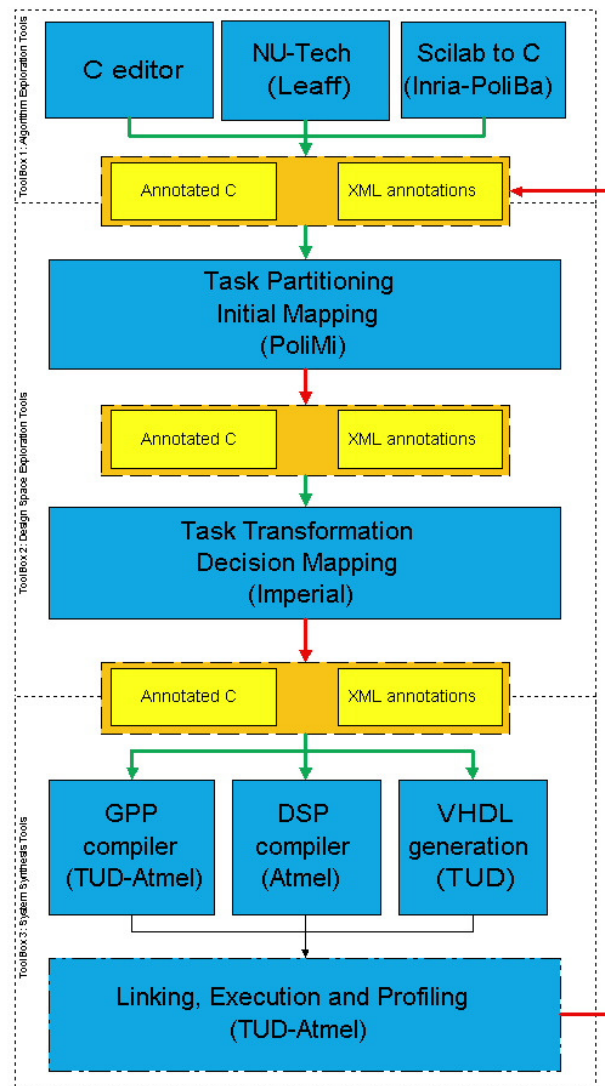 ToolBox 1: Algorithm Exploration Tools
C editor
NU-Tech
(Leaff)
Scilab to C
(Inria-PoliBa)
Annotated C
XML annotations
ToolBox 2: Design Space Exploration Tools
Task Partitioning
Initial Mapping
(PoliMi)
Annotated C
XML annotations
Task Transformation
Decision Mapping
(Imperial)
Annotated C
XML annotations
ToolBox 3: System Synthesis Tools
GPP
compiler
(TUD-Atmel)
DSP
compiler
(Atmel)
VHDL
generation
(TUD)
Linking, Execution and Profiling
(TUD-Atmel)